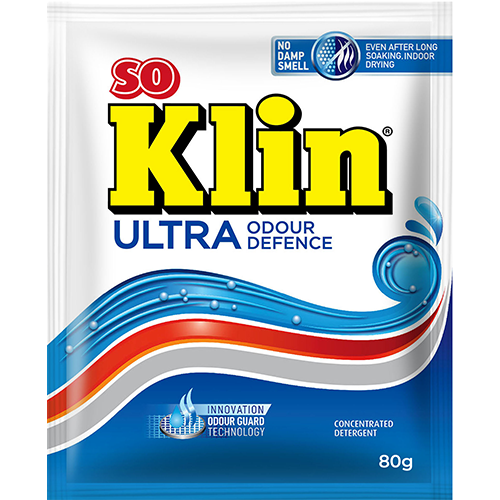 NO
DAMP
SMELL
EVEN AFTER LONG
SOAKING, INDOOR
DRYING
SO
Klin®
ULTRA ODOUR
DEFENCE
INNOVATION
ODOUR GUARD
TECHNOLOGY
CONCENTRATED
DETERGENT
80g